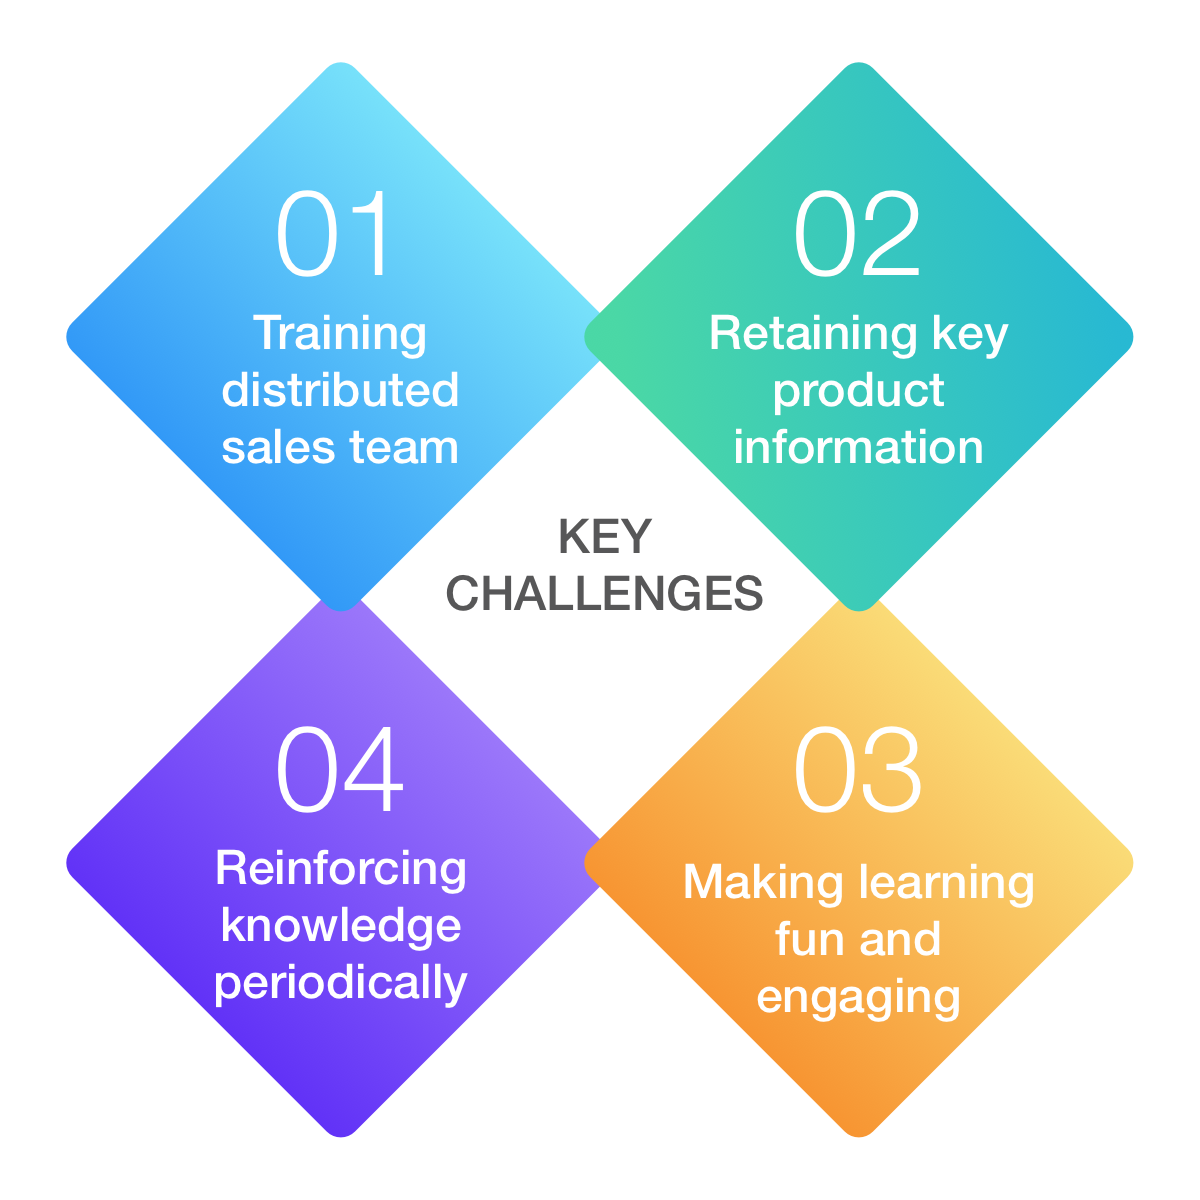 01
Training
distributed
sales team
02
Retaining key
product
information
KEY
CHALLENGES
04
Reinforcing
knowledge
periodically
03
Making learning
fun and
engaging